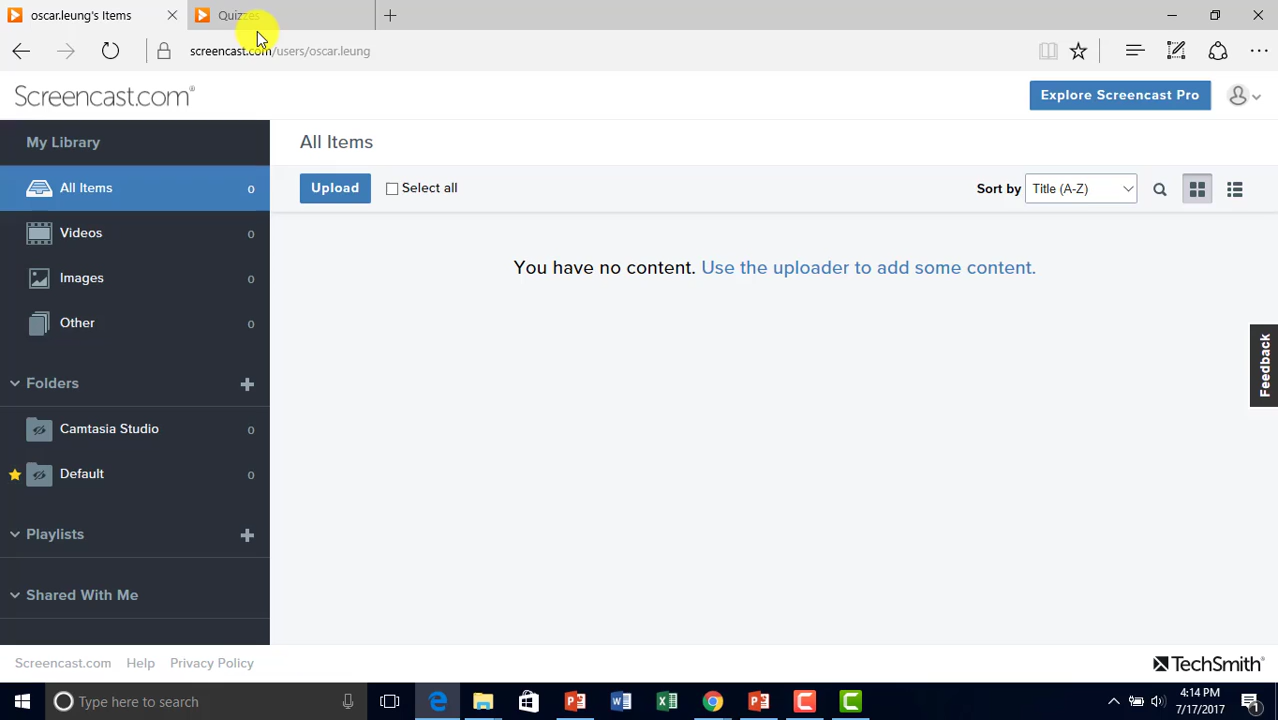 oscar.leung's Items
Quizzes
screencast.com/users/oscar.leung
Screencast.com®
Explore Screencast Pro
My Library
All Items
All Items 0
Upload
Select all
Sort by
Title (A-Z)
Videos 0
Images 0
Other 0
You have no content. Use the uploader to add some content.
Feedback
Folders
Camtasia Studio 0
Default 0
Playlists
Shared With Me
Screencast.com
Help
Privacy Policy
TechSmith®
Type here to search
4:14 PM
7/17/2017
1